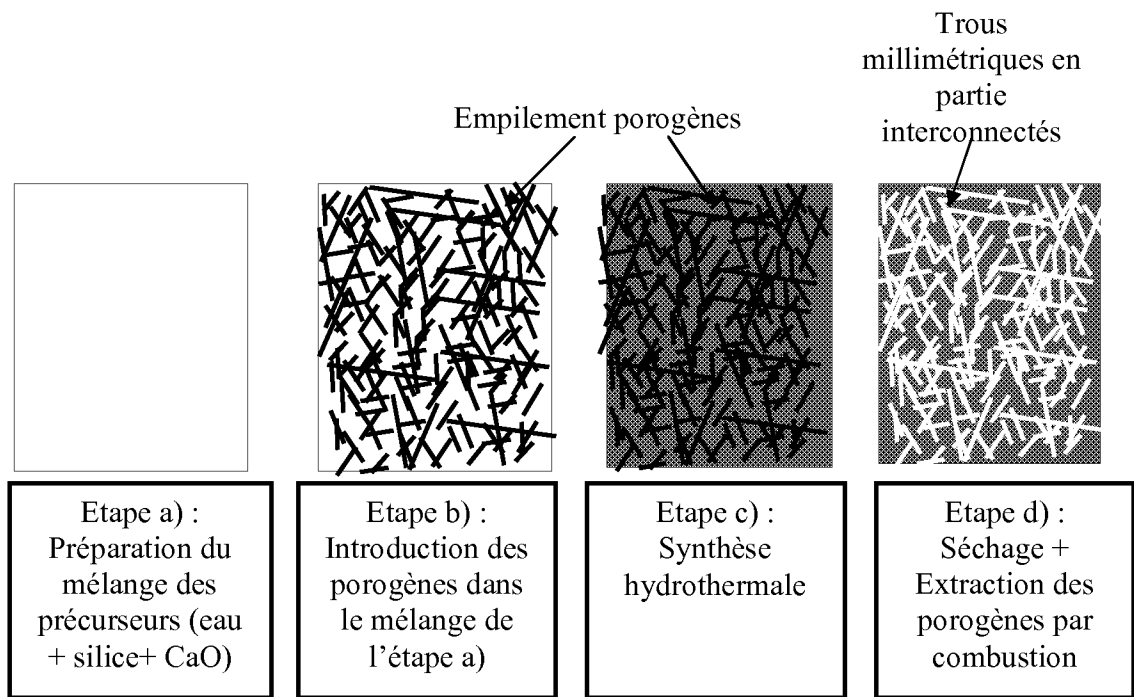 Trous
millimétriques en
partie
interconnectés
Empilement porogènes
Etape a) :
Préparation du
mélange des
précurseurs (eau
+ silice+ CaO)
Etape b) :
Introduction des
porogènes dans
le mélange de
l’étape a)
Etape c) :
Synthèse
hydrothermale
Etape d) :
Séchage +
Extraction des
porogènes par
combustion